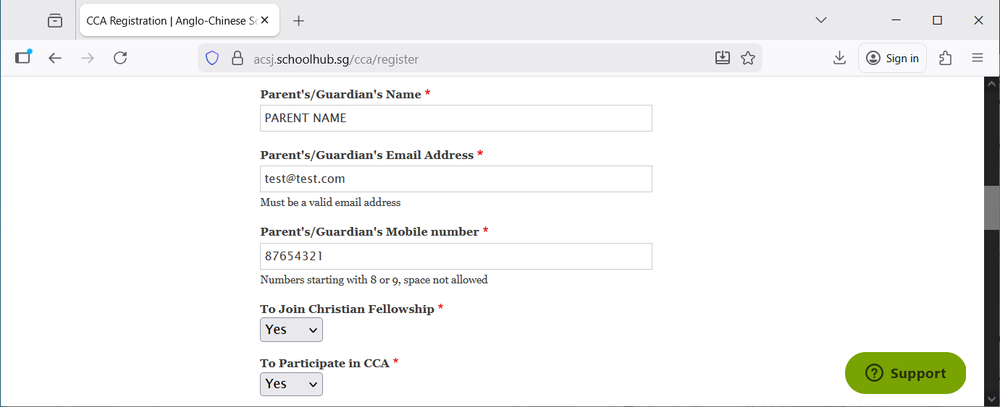 CCA Registration | Anglo-Chinese Sc
acsj.schoolhub.sg/cca/register
Sign in
Parent's/Guardian's Name *
PARENT NAME
Parent's/Guardian's Email Address *
test@test.com
Must be a valid email address
Parent's/Guardian's Mobile number *
87654321
Numbers starting with 8 or 9, space not allowed
To Join Christian Fellowship *
Yes
To Participate in CCA *
Yes
Support